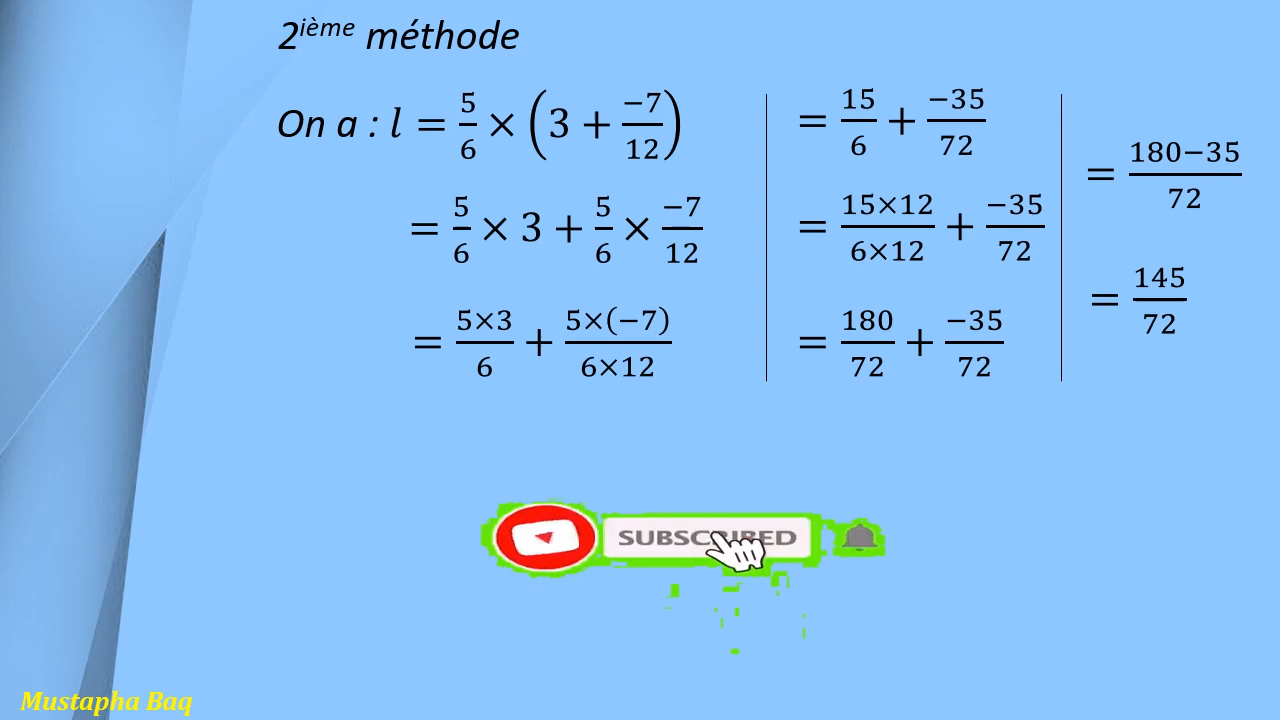 2ième méthode
On a : l = 5/6 × (3 + −7/12)
= 5/6 × 3 + 5/6 × −7/12
= 5×3/6 + 5×(−7)/6×12
= 15/6 + −35/72
= 15×12/6×12 + −35/72
= 180/72 + −35/72
= 180−35/72
= 145/72
SUBSCRIBED
Mustapha Baq